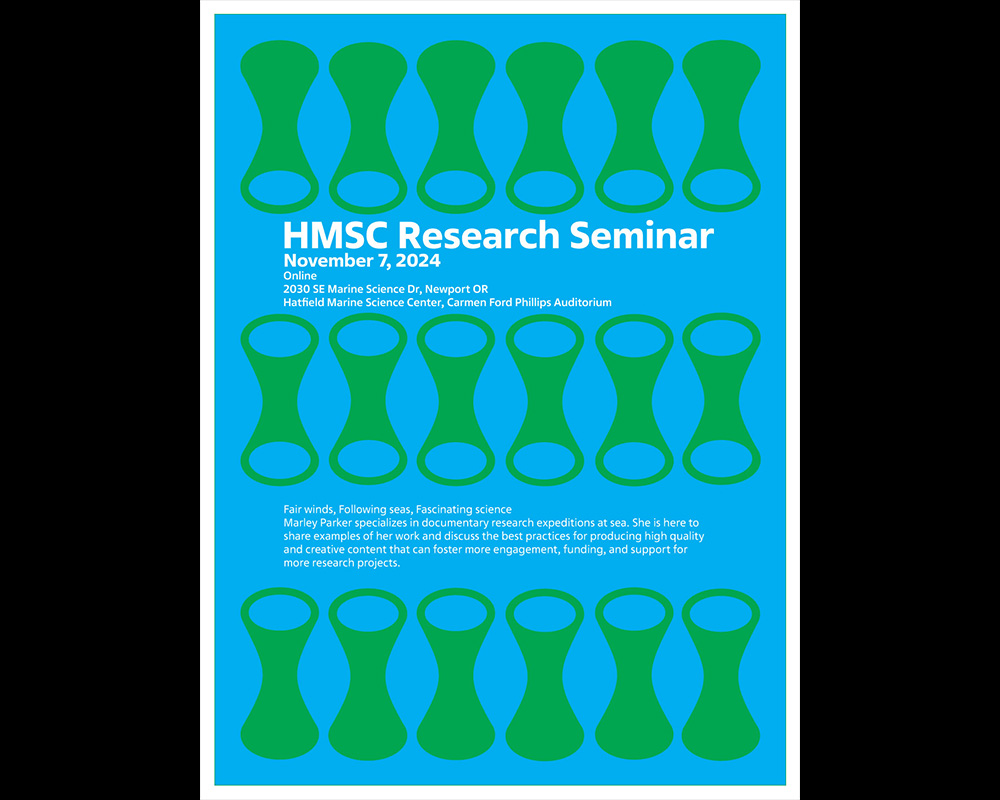 HMSC Research Seminar
November 7, 2024
Online
2030 SE Marine Science Dr, Newport OR
Hatfield Marine Science Center, Carmen Ford Phillips Auditorium
Fair winds, Following seas, Fascinating science
Marley Parker specializes in documentary research expeditions at sea. She is here to
share examples of her work and discuss the best practices for producing high quality
and creative content that can foster more engagement, funding, and support for
more research projects.